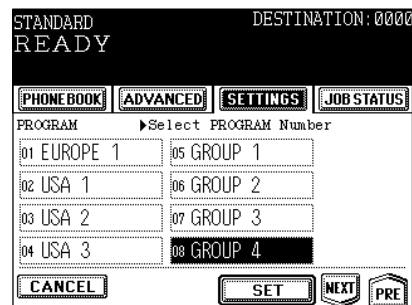 STANDARD DESTINATION:0000
READY
PHONEBOOK ADVANCED SETTINGS JOB STATUS
PROGRAM ▶Select PROGRAM Number
01 EUROPE 1 05 GROUP 1
02 USA 1 06 GROUP 2
03 USA 2 07 GROUP 3
04 USA 3 08 GROUP 4
CANCEL SET NEXT PRE